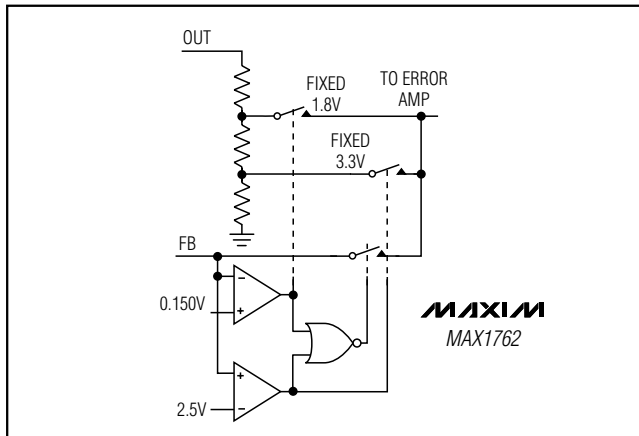 OUT
FIXED
1.8V
TO ERROR
AMP
FIXED
3.3V
FB
−
+
0.150V
+
−
2.5V
MAXIM
MAX1762